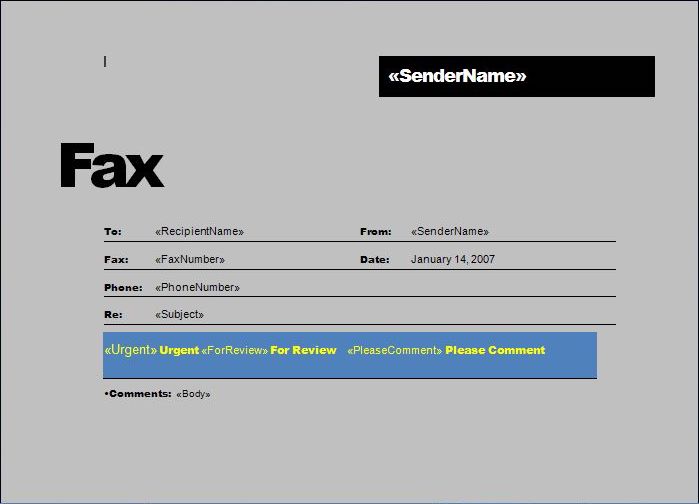 «SenderName»
Fax
To: «RecipientName» From: «SenderName»
Fax: «FaxNumber» Date: January 14, 2007
Phone: «PhoneNumber»
Re: «Subject»
«Urgent» Urgent «ForReview» For Review «PleaseComment» Please Comment
•Comments: «Body»